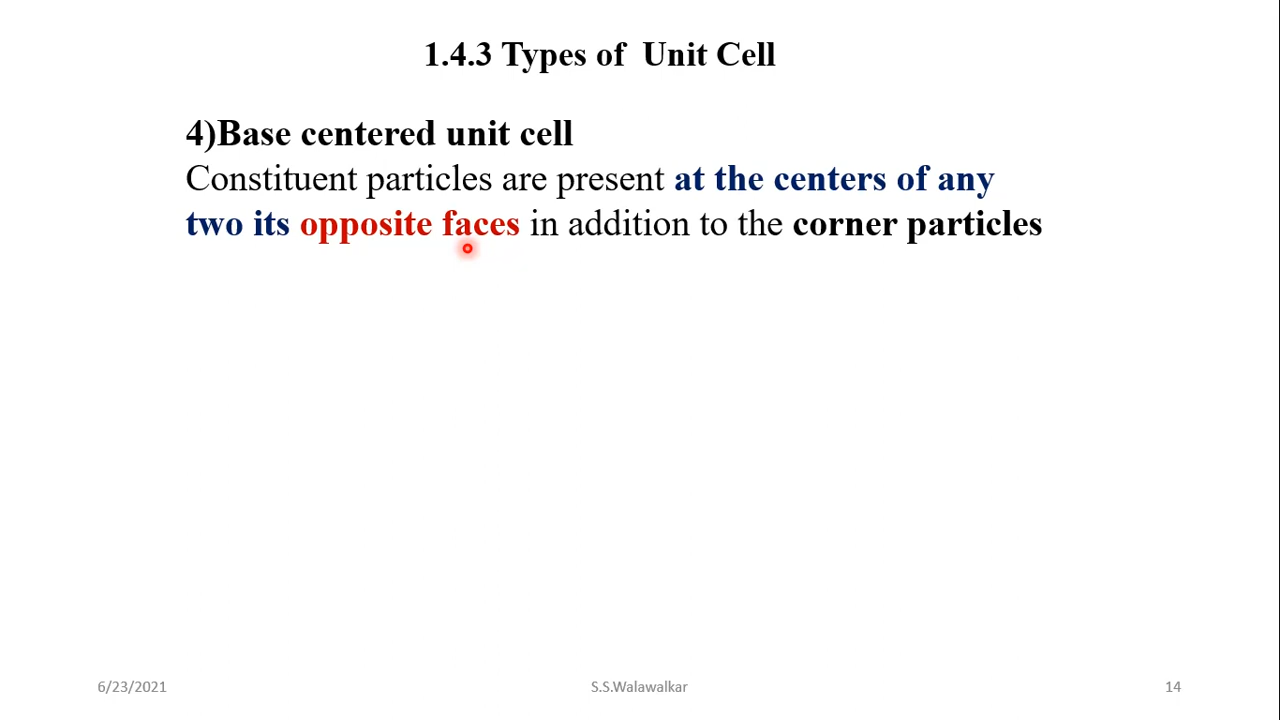 1.4.3 Types of Unit Cell
4)Base centered unit cell
Constituent particles are present at the centers of any
two its opposite faces in addition to the corner particles
6/23/2021
S.S.Walawalkar
14